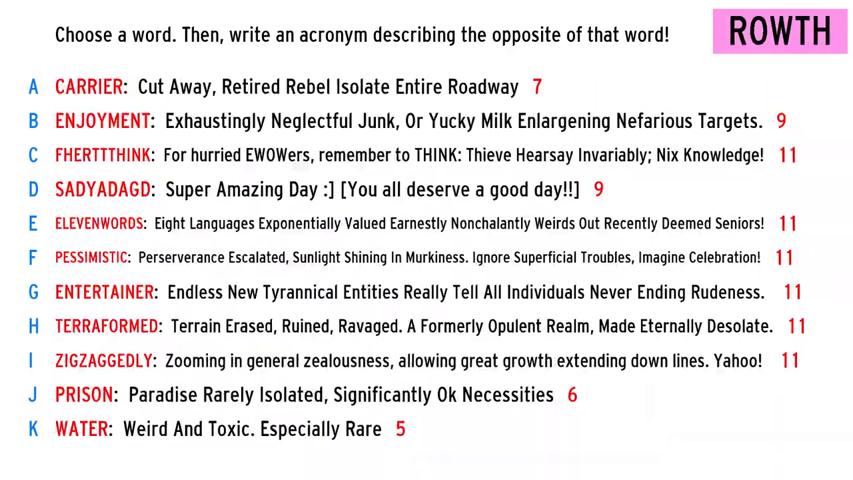 Choose a word. Then, write an acronym describing the opposite of that word!
ROWTH
A CARRIER: Cut Away, Retired Rebel Isolate Entire Roadway 7
B ENJOYMENT: Exhaustingly Neglectful Junk, Or Yucky Milk Enlargening Nefarious Targets. 9
C FHERTTTHINK: For hurried EWOWers, remember to THINK: Thieve Hearsay Invariably; Nix Knowledge! 11
D SADYADAGD: Super Amazing Day :] [You all deserve a good day!!] 9
E ELEVENWORDS: Eight Languages Exponentially Valued Earnestly Nonchalantly Weirds Out Recently Deemed Seniors! 11
F PESSIMISTIC: Perserverance Escalated, Sunlight Shining In Murkiness. Ignore Superficial Troubles, Imagine Celebration! 11
G ENTERTAINER: Endless New Tyrannical Entities Really Tell All Individuals Never Ending Rudeness. 11
H TERRAFORMED: Terrain Erased, Ruined, Ravaged. A Formerly Opulent Realm, Made Eternally Desolate. 11
I ZIGZAGGEDLY: Zooming in general zealousness, allowing great growth extending down lines. Yahoo! 11
J PRISON: Paradise Rarely Isolated, Significantly Ok Necessities 6
K WATER: Weird And Toxic. Especially Rare 5